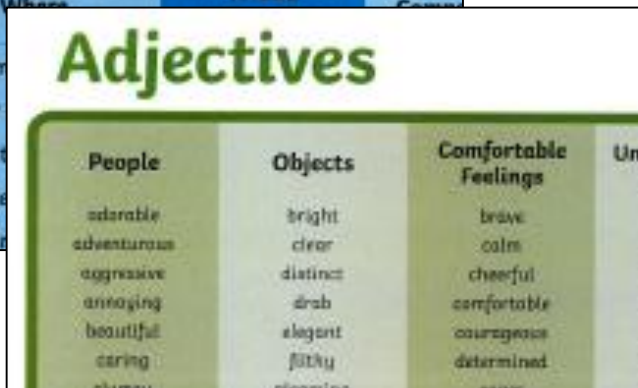 Where
Adjectives
People Objects Comfortable Feelings
adorable bright brave
adventurous clear calm
aggressive distinct cheerful
annoying drab comfortable
beautiful elegant courageous
caring filthy determined